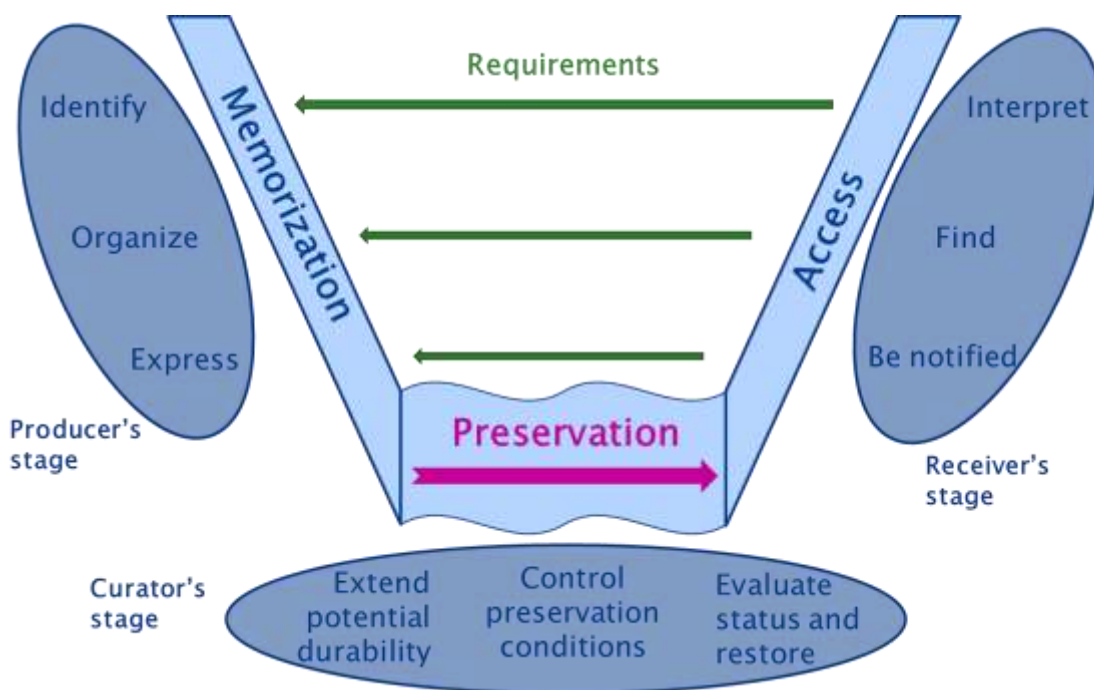 Requirements
Identify
Organize
Express
Producer's
stage
Memorization
Access
Interpret
Find
Be notified
Receiver's
stage
Preservation
Curator's
stage
Extend
potential
durability
Control
preservation
conditions
Evaluate
status and
restore